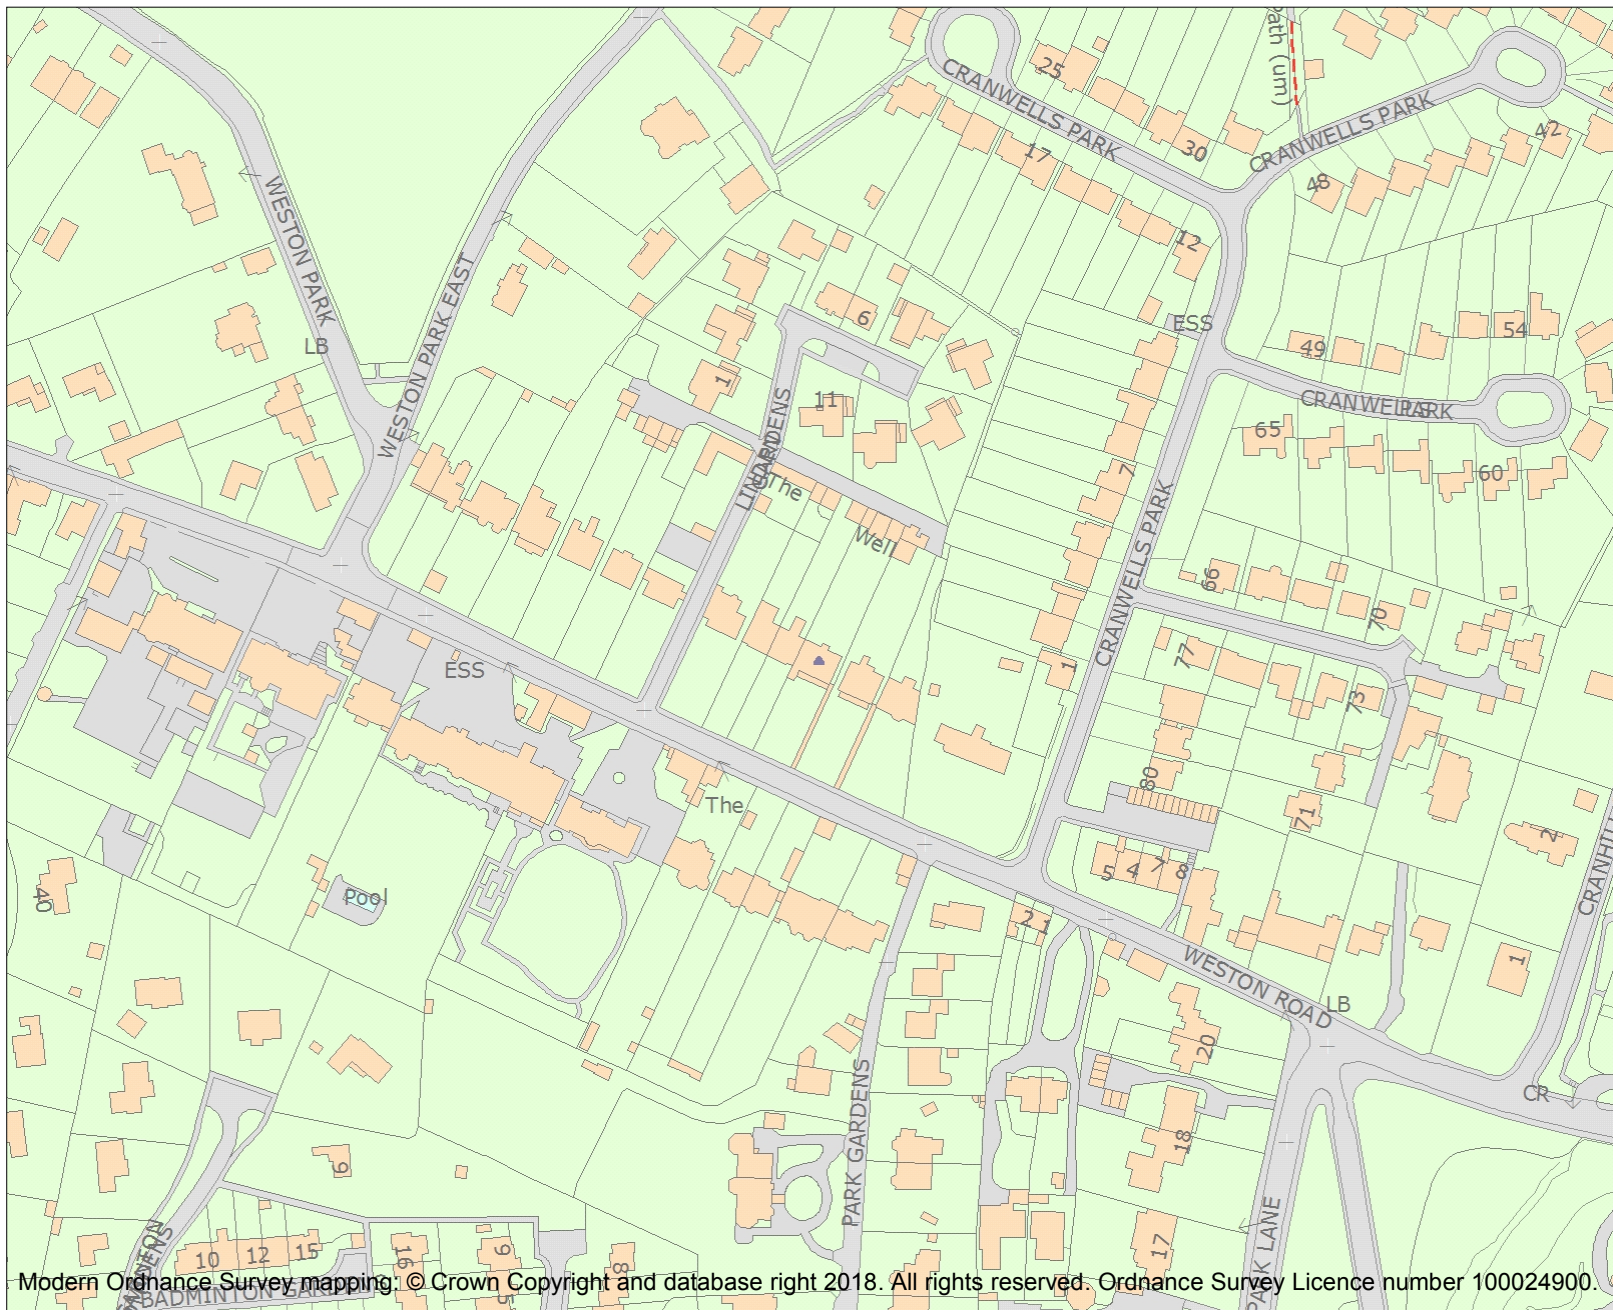 Path (um)
CRANWELLS PARK
25
CRANWELLS PARK
42
17
30
48
12
WESTON PARK
WESTON PARK EAST
LB
6
ESS
49
54
1
11
CRANWELLS PARK
65
LINDEN GARDENS
The
Well
7
60
CRANWELLS PARK
66
70
77
ESS
1
73
The
80
71
2
40
Pool
5 4 7 8
CRANHILL
2 1
WESTON ROAD
1
LB
20
CR
PARK GARDENS
18
9
PARK LANE
10 12 15
16
9
8
17
5
GARDENS
BADMINTON GARDENS
Modern Ordnance Survey mapping: © Crown Copyright and database right 2018. All rights reserved. Ordnance Survey Licence number 100024900.